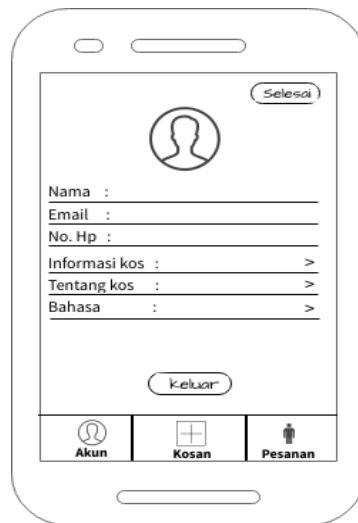 Selesai
Nama :
Email :
No. Hp :
Informasi kos : >
Tentang kos : >
Bahasa : >
keluar
Akun Kosan Pesanan